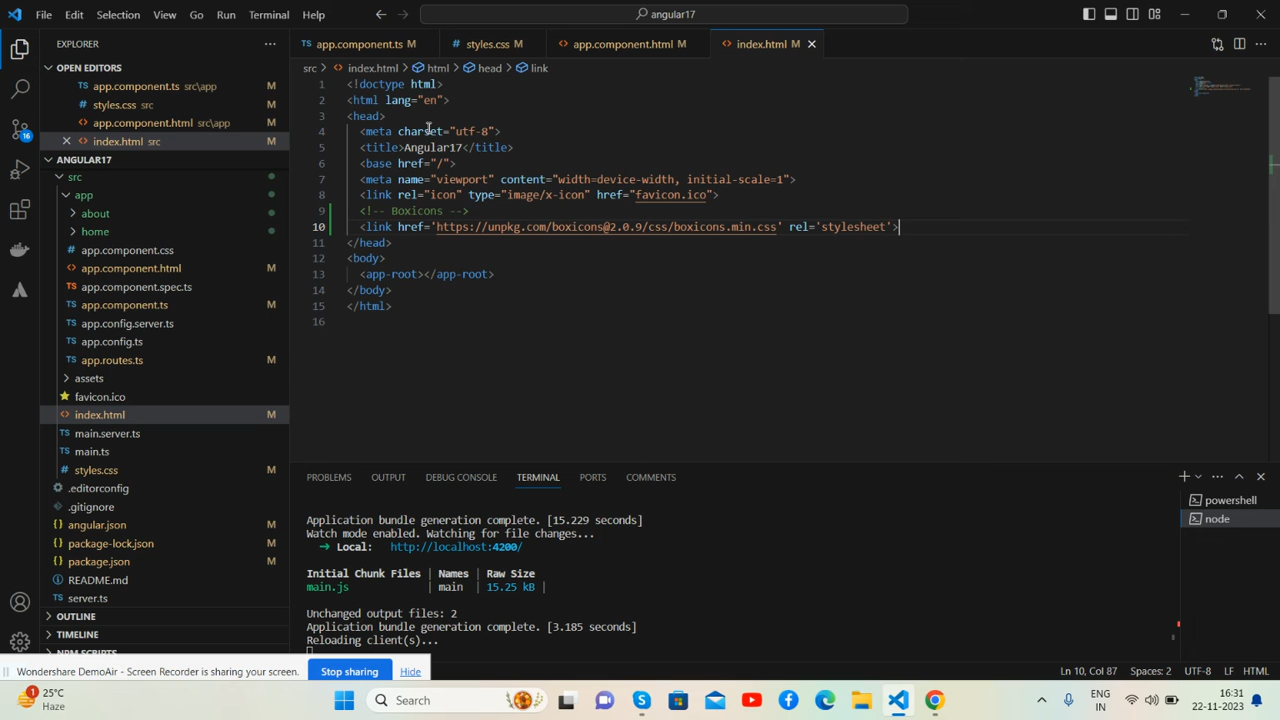 File Edit Selection View Go Run Terminal Help
angular17
EXPLORER
OPEN EDITORS
app.component.ts src\app M
styles.css src M
app.component.html src\app M
index.html src M
ANGULAR17
src
app
about
home
app.component.css
app.component.html M
app.component.spec.ts
app.component.ts M
app.config.server.ts
app.config.ts
app.routes.ts M
assets
favicon.ico
index.html M
main.server.ts
main.ts
styles.css M
.editorconfig
.gitignore
angular.json M
package-lock.json M
package.json M
README.md
server.ts
OUTLINE
TIMELINE
NPM SCRIPTS
16
app.component.ts M styles.css M app.component.html M index.html M
src > index.html > html > head > link
1 <!doctype html>
2 <html lang="en">
3 <head>
4 <meta charset="utf-8">
5 <title>Angular17</title>
6 <base href="/">
7 <meta name="viewport" content="width=device-width, initial-scale=1">
8 <link rel="icon" type="image/x-icon" href="favicon.ico">
9 <!-- Boxicons -->
10 <link href='https://unpkg.com/boxicons@2.0.9/css/boxicons.min.css' rel='stylesheet'>
11 </head>
12 <body>
13 <app-root></app-root>
14 </body>
15 </html>
16
PROBLEMS OUTPUT DEBUG CONSOLE TERMINAL PORTS COMMENTS
powershell
node
Application bundle generation complete. [15.229 seconds]
Watch mode enabled. Watching for file changes...
➜ Local: http://localhost:4200/
Initial Chunk Files | Names | Raw Size
main.js | main | 15.25 kB |
Unchanged output files: 2
Application bundle generation complete. [3.185 seconds]
Reloading client(s)...
Wondershare DemoAir - Screen Recorder is sharing your screen. Stop sharing Hide
Ln 10, Col 87 Spaces: 2 UTF-8 LF HTML
1
25°C
Haze
Search
ENG
IN
16:31
22-11-2023